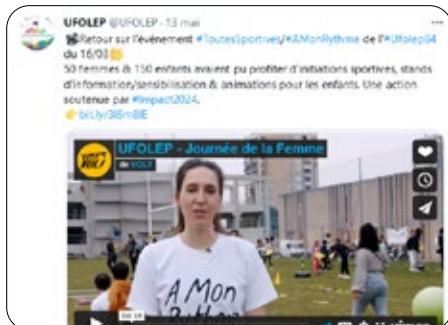 UFOLEP @UFOLEP · 13 mai
Retour sur l'événement #ToutesSportives/#AMonRythme de l'#Ufolep94
du 16/03
50 femmes & 150 enfants avaient pu profiter d'initiations sportives, stands
d'information/sensibilisation & animations pour les enfants. Une action
soutenue par #Impact2024.
UFOLEP - Journée de la Femme
de VOLT
A MON